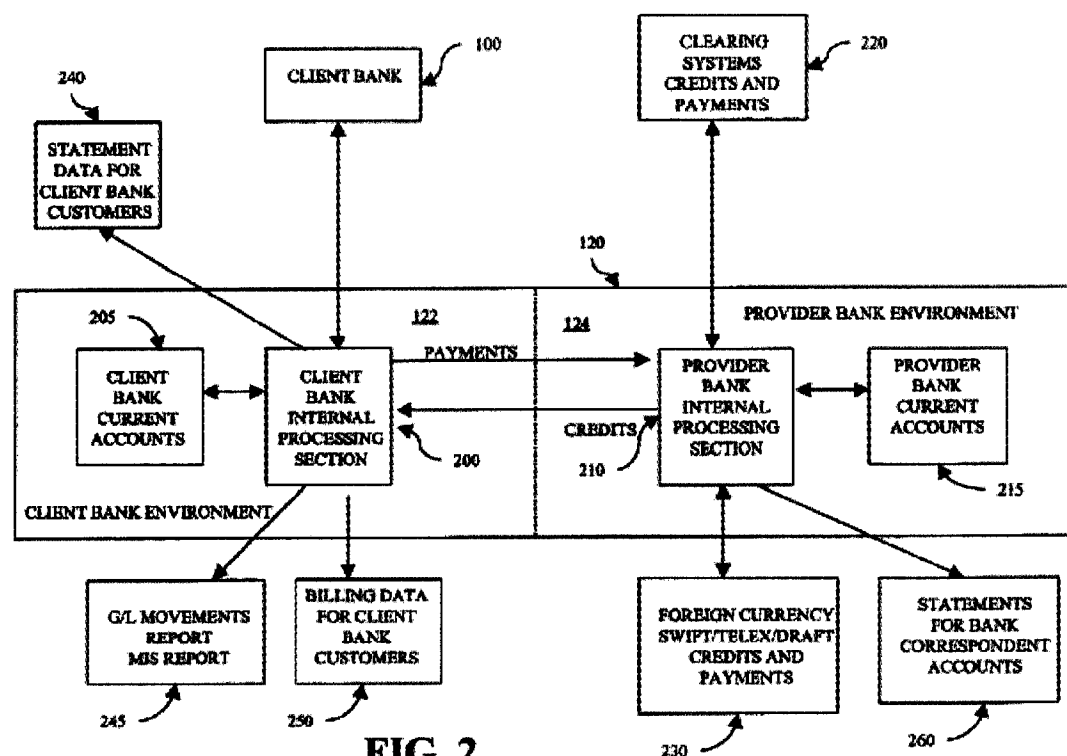 100
CLIENT BANK
220
CLEARING
SYSTEMS
CREDITS AND
PAYMENTS
240
STATEMENT
DATA FOR
CLIENT BANK
CUSTOMERS
120
205
122
124
PROVIDER BANK ENVIRONMENT
PAYMENTS
CLIENT
BANK
CURRENT
ACCOUNTS
CLIENT
BANK
INTERNAL
PROCESSING
SECTION
PROVIDER
BANK
INTERNAL
PROCESSING
SECTION
PROVIDER
BANK
CURRENT
ACCOUNTS
CREDITS
200
210
215
CLIENT BANK ENVIRONMENT
G/L MOVEMENTS
REPORT
MIS REPORT
BILLING DATA
FOR CLIENT
BANK
CUSTOMERS
FOREIGN CURRENCY
SWIFT/TELEX/DRAFT
CREDITS AND
PAYMENTS
STATEMENTS
FOR BANK
CORRESPONDENT
ACCOUNTS
245
250
230
260
FIG. 2